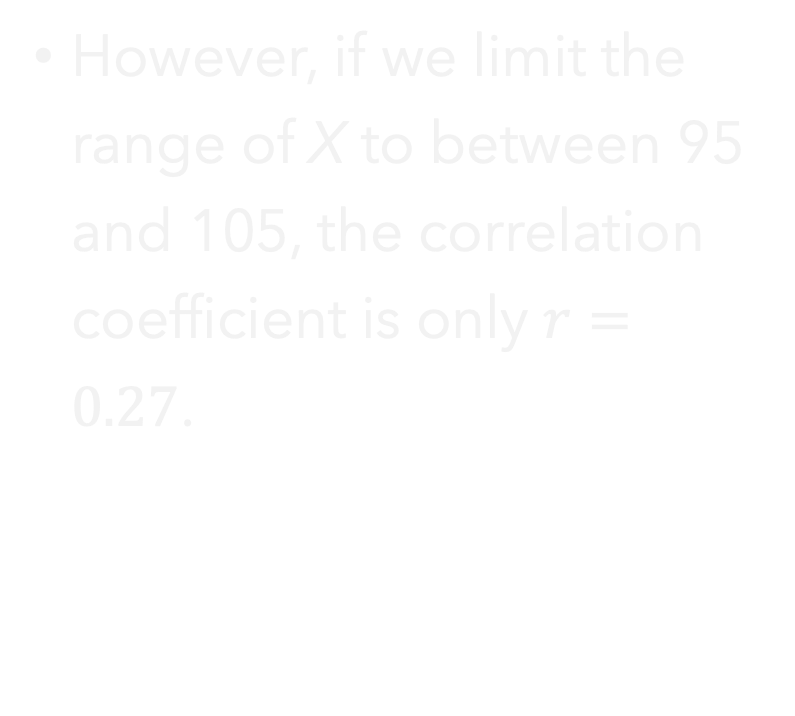 • However, if we limit the
range of X to between 95
and 105, the correlation
coefficient is only r =
0.27.